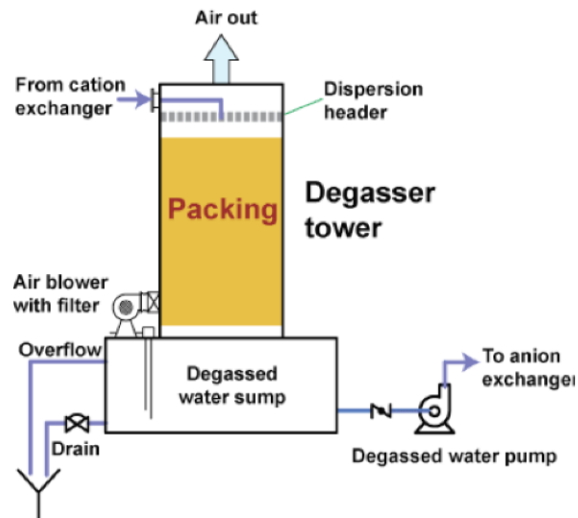 Air out
From cation
exchanger
Dispersion
header
Packing
Degasser
tower
Air blower
with filter
Overflow
Degassed
water sump
To anion
exchanger
Drain
Degassed water pump